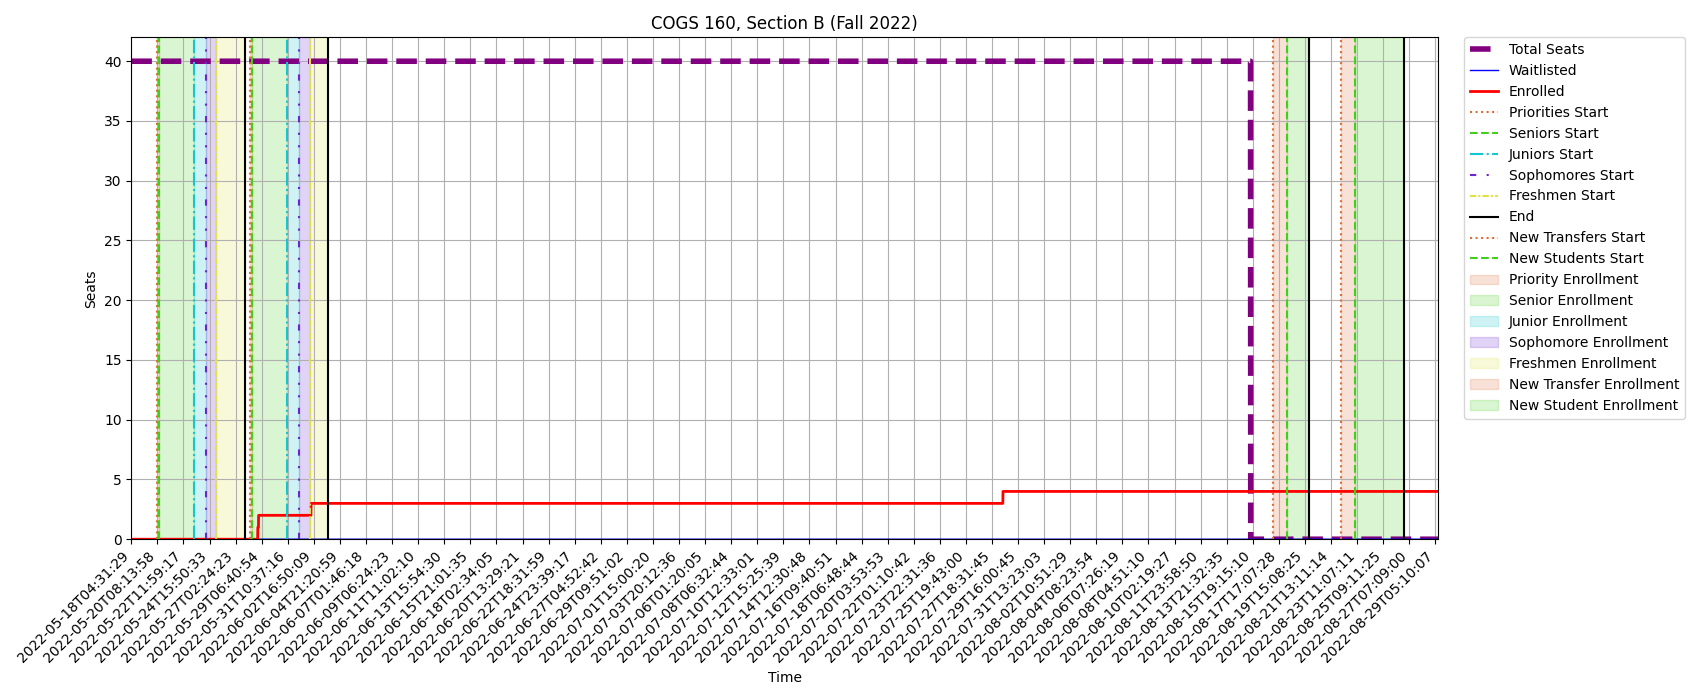 COGS 160, Section B (Fall 2022)
Seats
40
35
30
25
20
15
10
5
0
2022-05-18T04:31:29
2022-05-20T08:13:58
2022-05-22T11:59:17
2022-05-24T15:50:33
2022-05-27T02:24:23
2022-05-29T06:40:54
2022-05-31T10:37:16
2022-06-02T16:50:09
2022-06-04T21:20:59
2022-06-07T01:46:18
2022-06-09T06:24:23
2022-06-11T11:02:10
2022-06-13T15:54:30
2022-06-15T21:01:35
2022-06-18T02:34:05
2022-06-20T13:29:21
2022-06-22T18:31:59
2022-06-24T23:39:17
2022-06-27T04:52:42
2022-06-29T09:51:02
2022-07-01T15:00:20
2022-07-03T20:12:36
2022-07-06T01:20:05
2022-07-08T06:32:44
2022-07-10T12:33:01
2022-07-12T15:25:39
2022-07-14T12:30:48
2022-07-16T09:40:51
2022-07-18T06:48:44
2022-07-20T03:53:53
2022-07-22T01:10:42
2022-07-23T22:31:36
2022-07-25T19:43:00
2022-07-27T18:31:45
2022-07-29T16:00:45
2022-07-31T13:23:03
2022-08-02T10:51:29
2022-08-04T08:23:54
2022-08-06T07:26:19
2022-08-08T04:51:10
2022-08-10T02:19:27
2022-08-11T23:58:50
2022-08-13T21:32:35
2022-08-15T19:15:10
2022-08-17T17:07:28
2022-08-19T15:08:25
2022-08-21T13:11:14
2022-08-23T11:07:11
2022-08-25T09:11:25
2022-08-27T07:09:00
2022-08-29T05:10:07
Time
Total Seats
Waitlisted
Enrolled
Priorities Start
Seniors Start
Juniors Start
Sophomores Start
Freshmen Start
End
New Transfers Start
New Students Start
Priority Enrollment
Senior Enrollment
Junior Enrollment
Sophomore Enrollment
Freshmen Enrollment
New Transfer Enrollment
New Student Enrollment